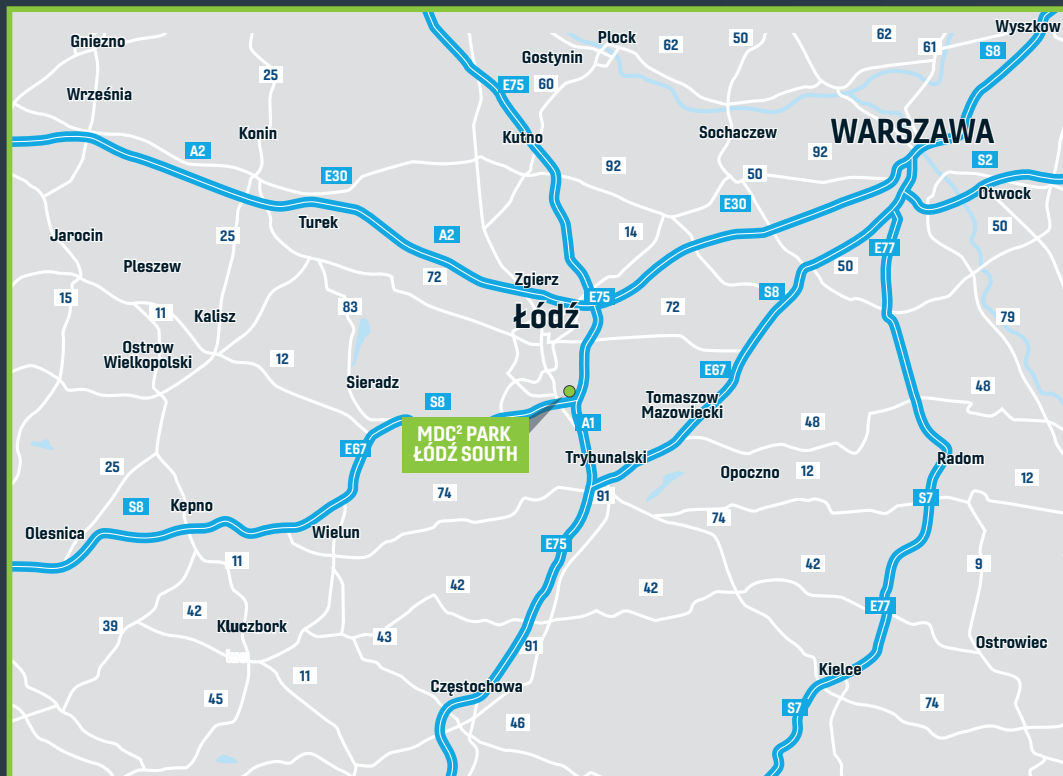 Wyszkow
Plock
62
50
62
61
S8
Gniezno
Gostynin
25
E75
60
Września
Konin
Kutno
Sochaczew
WARSZAWA
A2
92
92
S2
E30
50
E30
Otwock
Turek
50
Jarocin
25
A2
14
E77
Pleszew
72
Zgierz
50
15
11
83
E75
S8
Kalisz
Łódź
72
79
Ostrow
Wielkopolski
12
Sieradz
E67
48
S8
Tomaszow
Mazowiecki
48
A1
MDC² PARK
ŁÓDŹ SOUTH
E67
Trybunalski
Radom
25
Opoczno
12
12
74
91
S7
S8
Kepno
74
Olesnica
Wielun
E75
11
42
9
42
42
42
E77
39
Kluczbork
43
91
Ostrowiec
11
Kielce
Częstochowa
45
S7
74
46